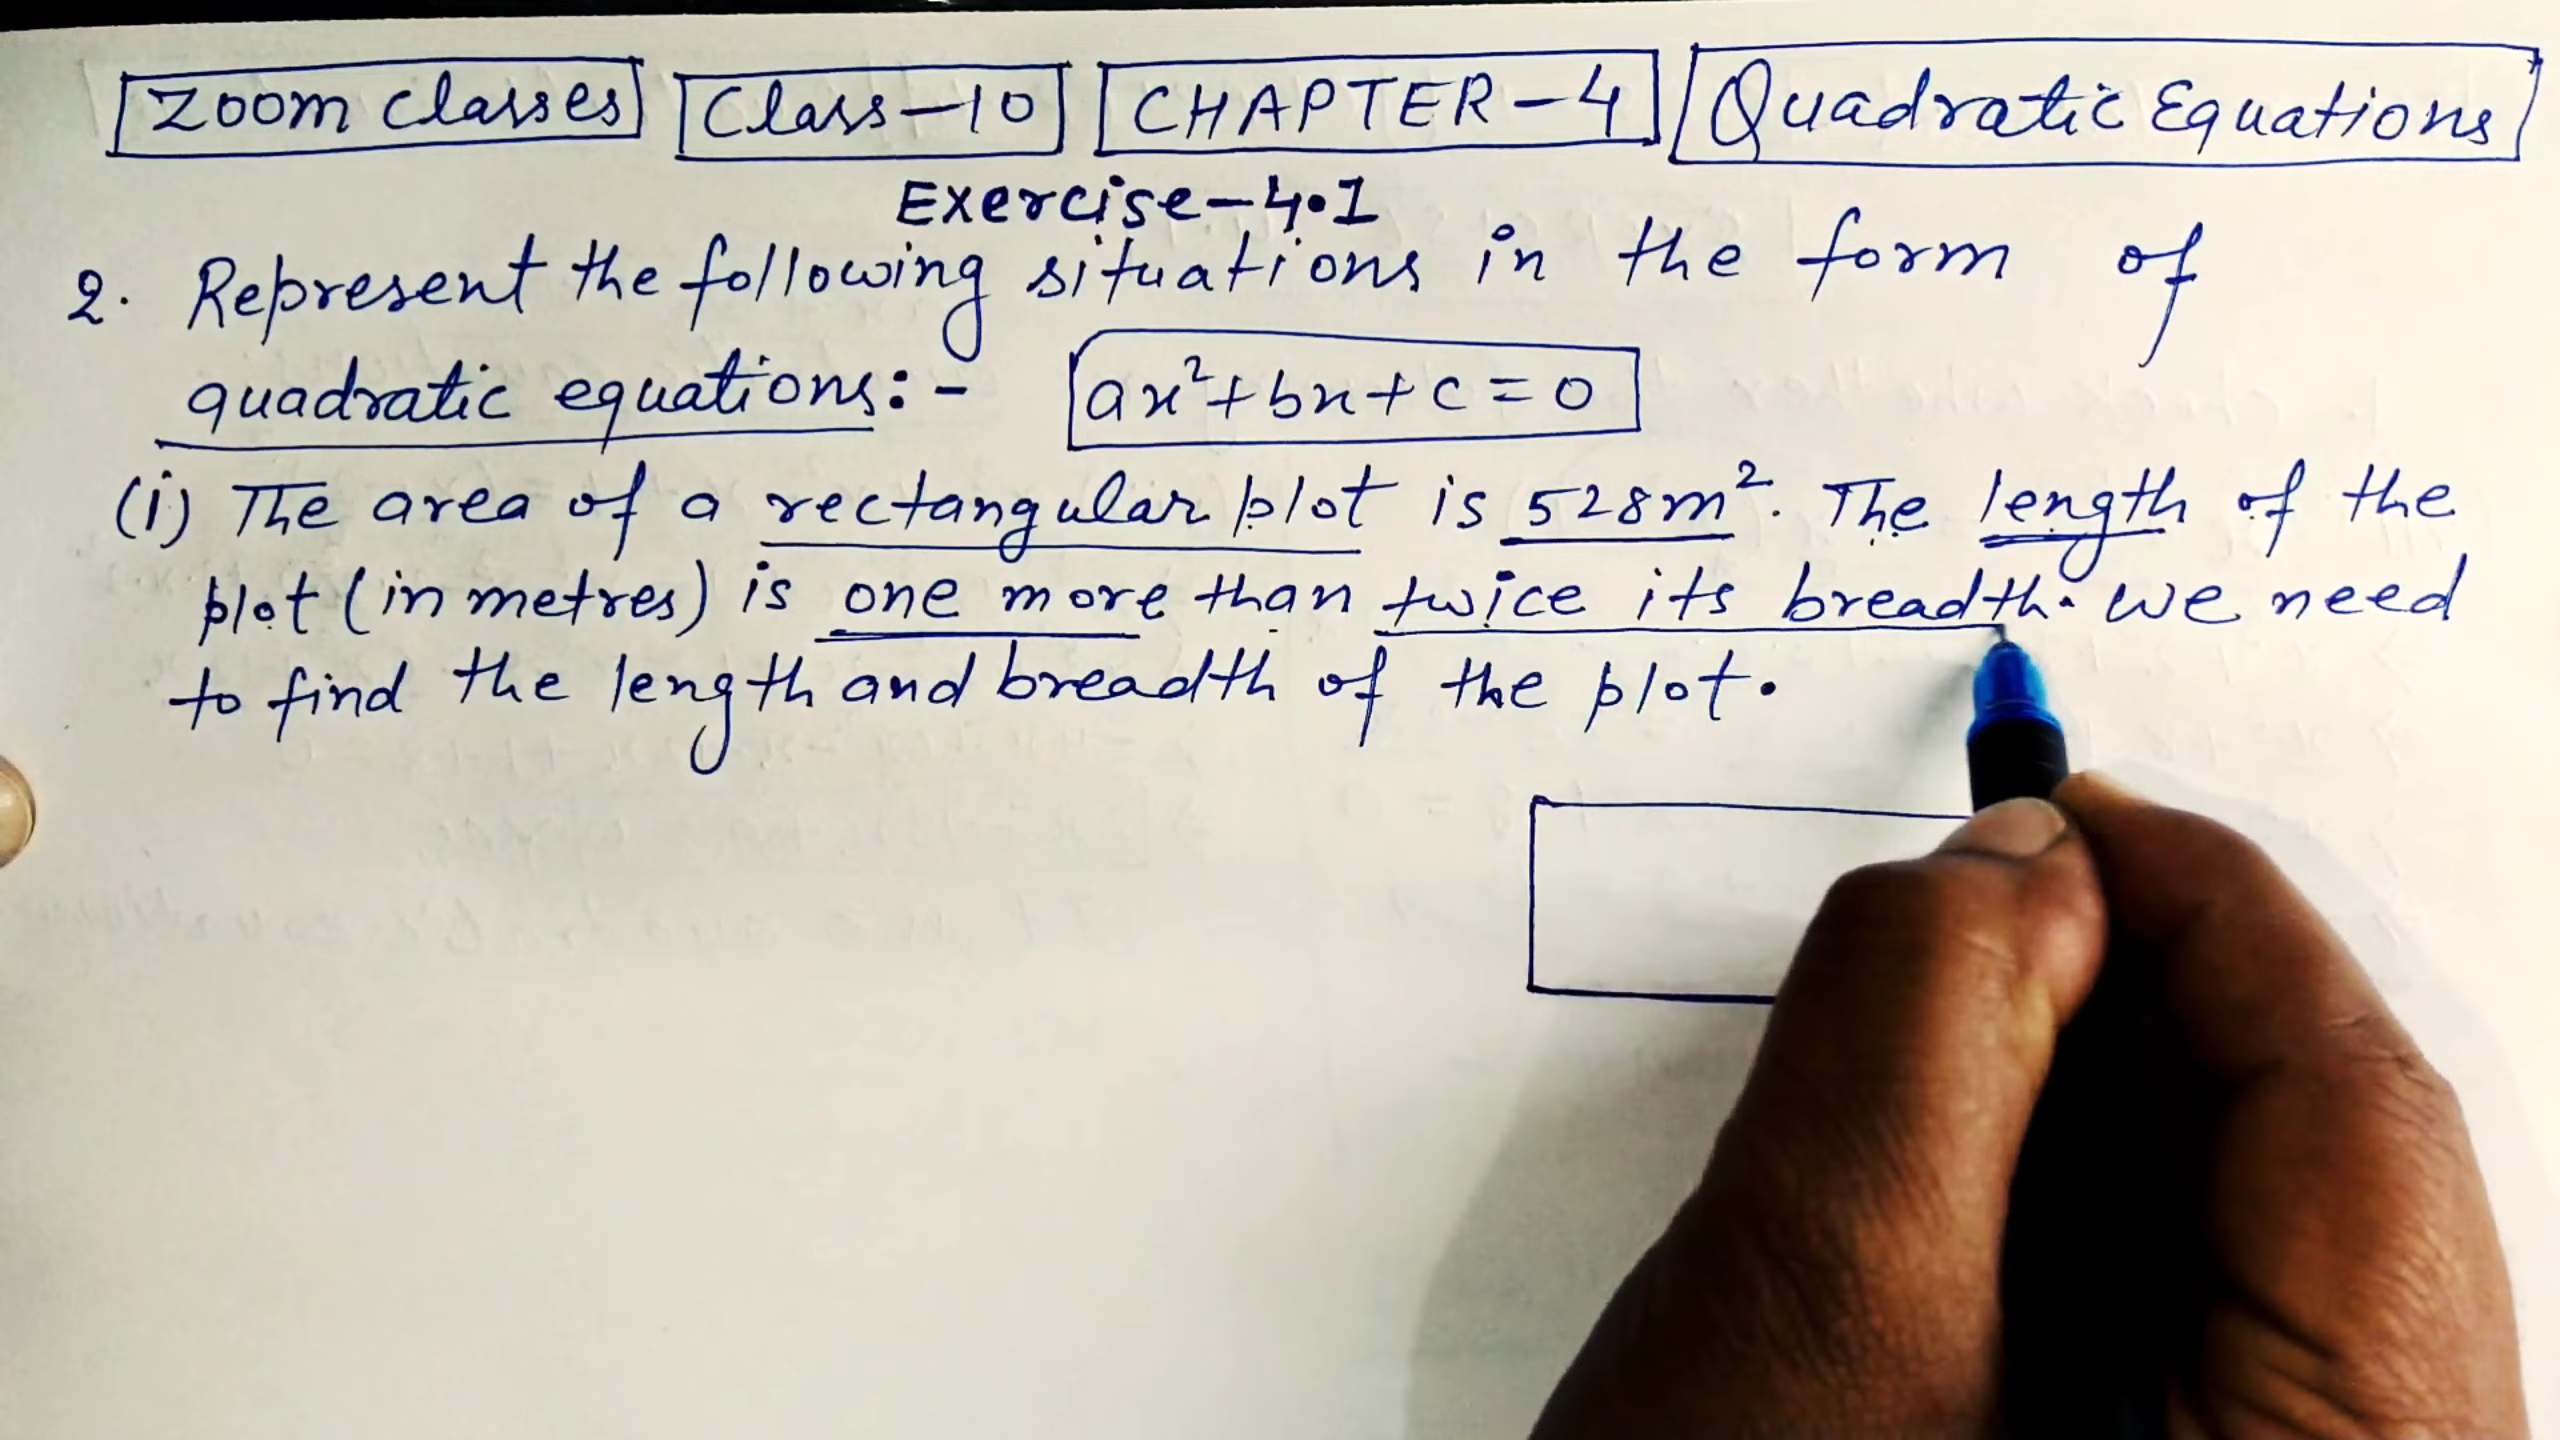 Zoom Classes Class-10 CHAPTER-4 Quadratic Equations
Exercise-4.1
2. Represent the following situations in the form of
quadratic equations:- ax²+bx+c=0
(i) The area of a rectangular plot is 528m². The length of the
plot (in metres) is one more than twice its breadth. We need
to find the length and breadth of the plot.